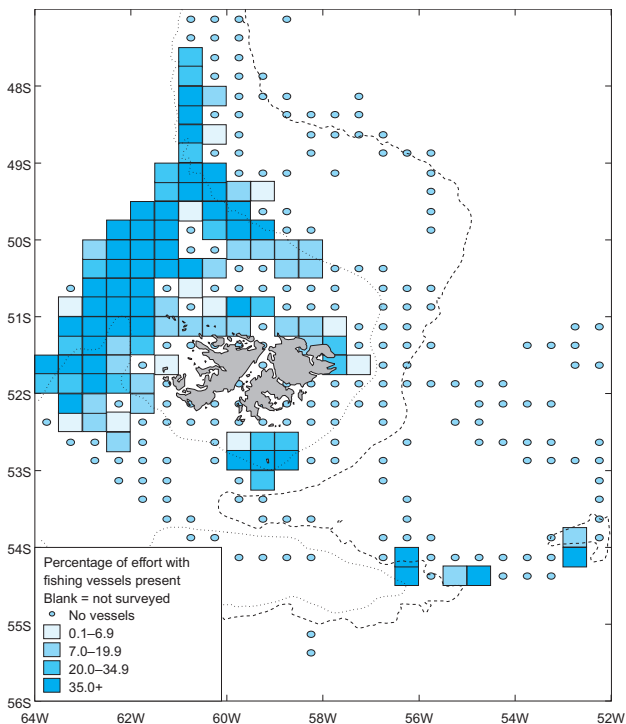 48S
49S
50S
51S
52S
53S
54S
55S
56S
Percentage of effort with
fishing vessels present
Blank = not surveyed
No vessels
0.1–6.9
7.0–19.9
20.0–34.9
35.0+
64W 62W 60W 58W 56W 54W 52W